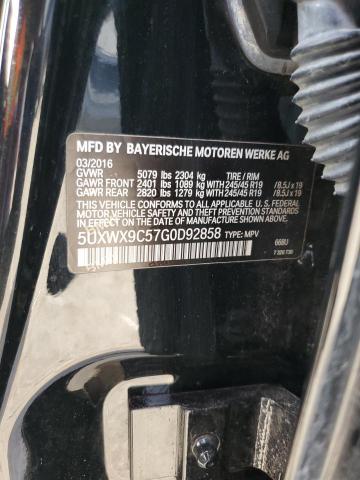 MFD BY BAYERISCHE MOTOREN WERKE AG
03/2016
GVWR 5079 lbs 2304 kg TIRE / RIM
GAWR FRONT 2401 lbs 1089 kg WITH 245/45 R19 / 8.5J x 19
GAWR REAR 2820 lbs 1279 kg WITH 245/45 R19 / 8.5J x 19
THIS VEHICLE CONFORMS TO ALL APPLICABLE U.S. FEDERAL
MOTOR VEHICLE SAFETY AND THEFT PREVENTION STANDARDS IN
EFFECT ON THE DATE OF MANUFACTURE SHOWN ABOVE.
5UXWX9C57G0D92858 TYPE: MPV